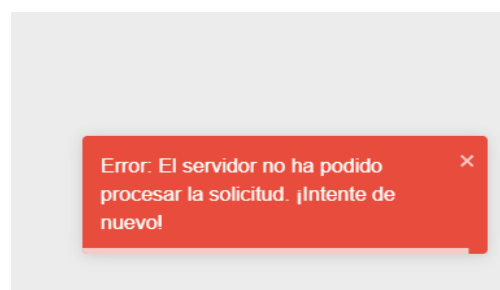 Error: El servidor no ha podido
procesar la solicitud. ¡Intente de
nuevo!